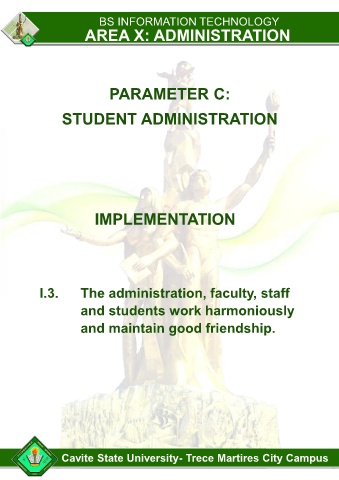 BS INFORMATION TECHNOLOGY
AREA X: ADMINISTRATION
PARAMETER C:
STUDENT ADMINISTRATION
IMPLEMENTATION
I.3. The administration, faculty, staff
and students work harmoniously
and maintain good friendship.
Cavite State University- Trece Martires City Campus